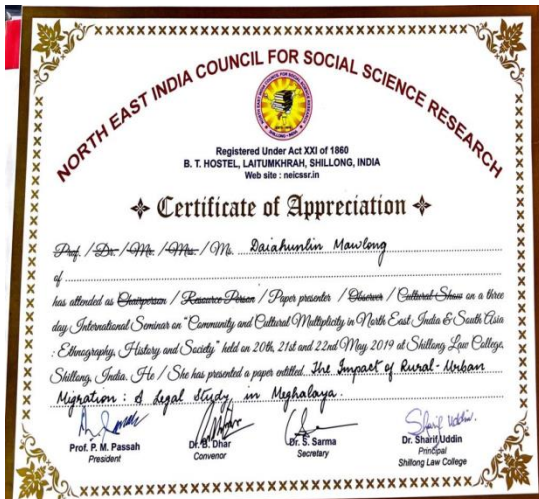 NORTH EAST INDIA COUNCIL FOR SOCIAL SCIENCE RESEARCH
Registered Under Act XXI of 1860
B. T. HOSTEL, LAITUMKHRAH, SHILLONG, INDIA
Web site : neicssr.in
Certificate of Appreciation
Prof. / Dr. / Mr. / Mrs. / Ms. Daiahunlin Mawlong
of
has attended as Chairperson / Resource Person / Paper presenter / Observer / Cultural Show on a three
day International Seminar on "Community and Cultural Multiplicity in North East India & South Asia
: Ethnography, History and Society" held on 20th, 21st and 22nd May 2019 at Shillong Law College,
Shillong, India. He / She has presented a paper entitled The Impact of Rural-Urban
Migration : A Legal Study in Meghalaya.
Prof. P. M. Passah
President
Dr. B. Dhar
Convenor
Dr. S. Sarma
Secretary
Sharif Uddin
Dr. Sharif Uddin
Principal
Shillong Law College